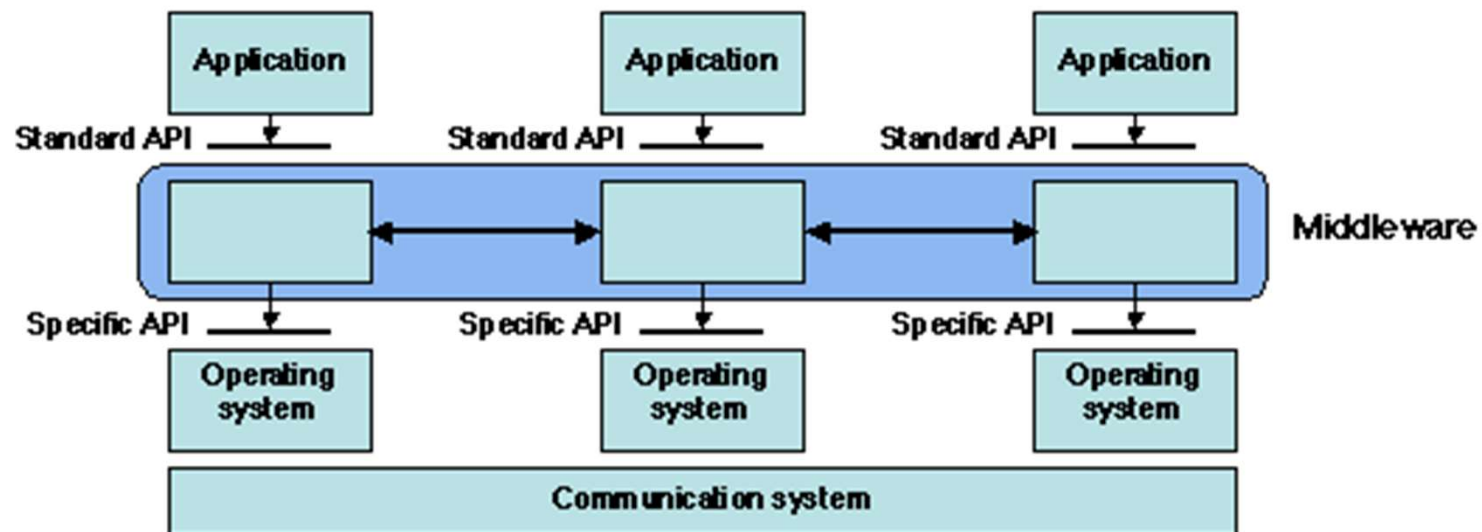 Application Application Application
Standard API Standard API Standard API
Middleware
Specific API Specific API Specific API
Operating system Operating system Operating system
Communication system